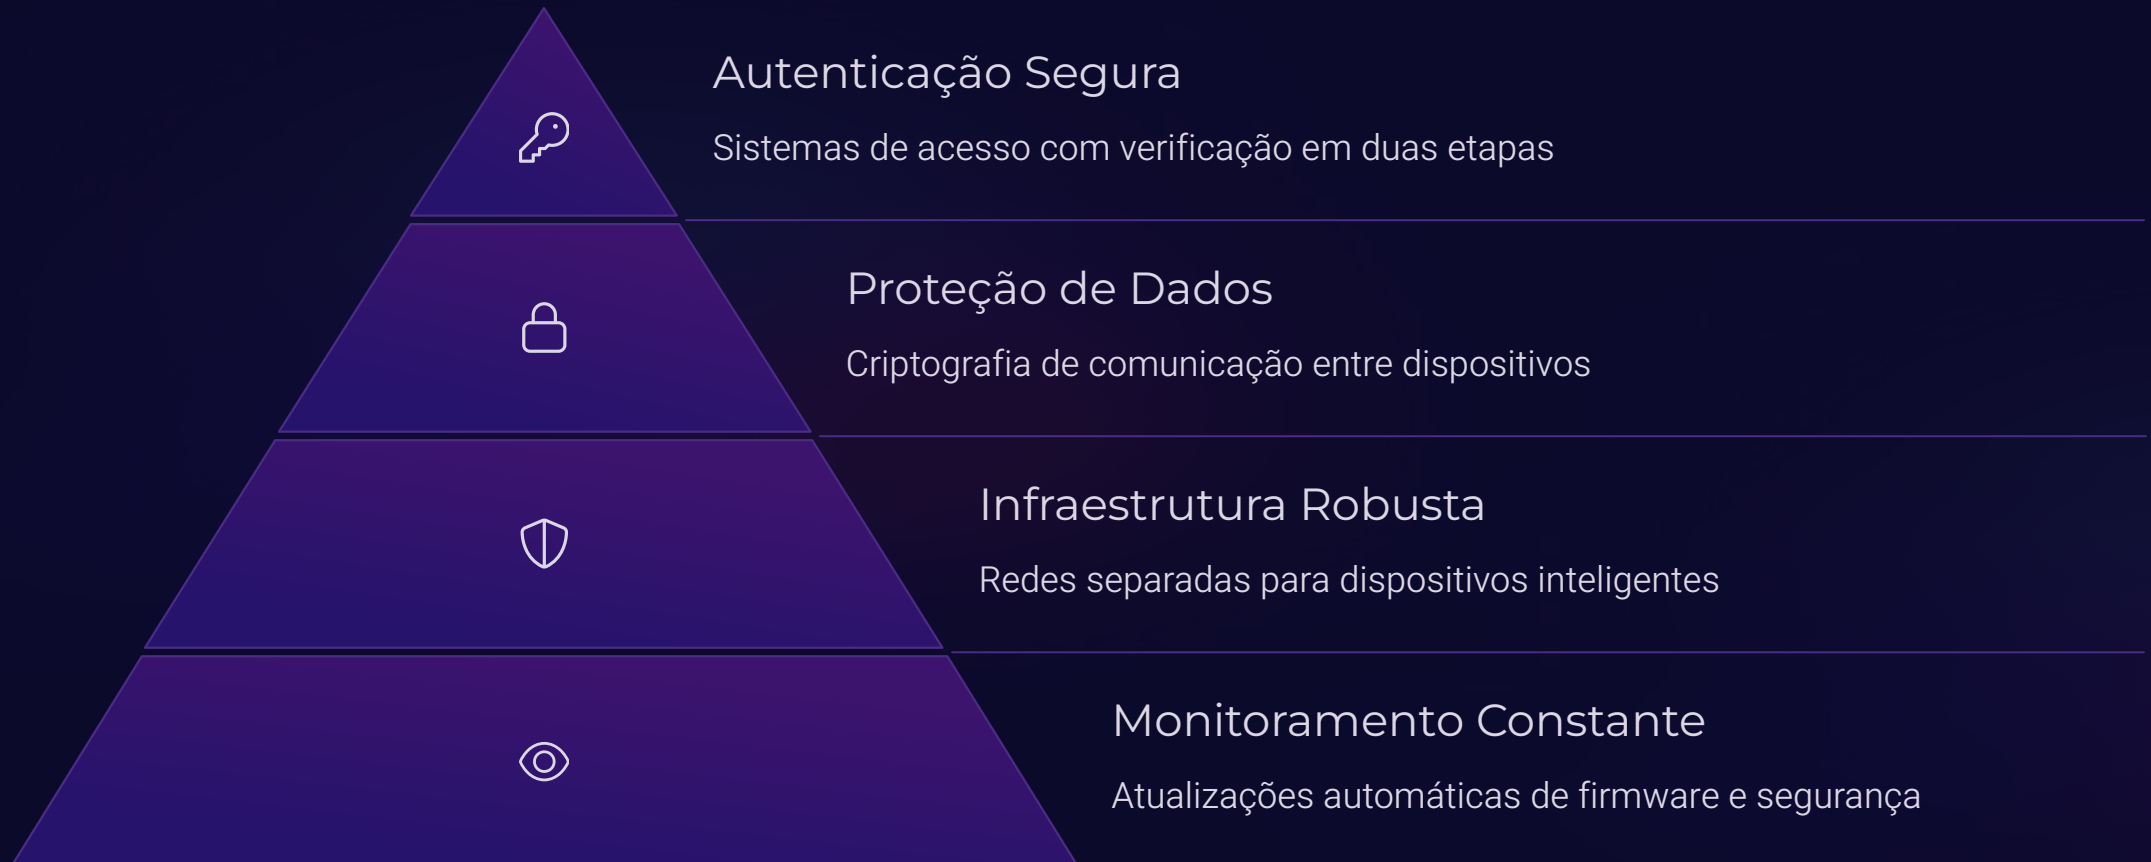 Autenticação Segura
Sistemas de acesso com verificação em duas etapas
Proteção de Dados
Criptografia de comunicação entre dispositivos
Infraestrutura Robusta
Redes separadas para dispositivos inteligentes
Monitoramento Constante
Atualizações automáticas de firmware e segurança